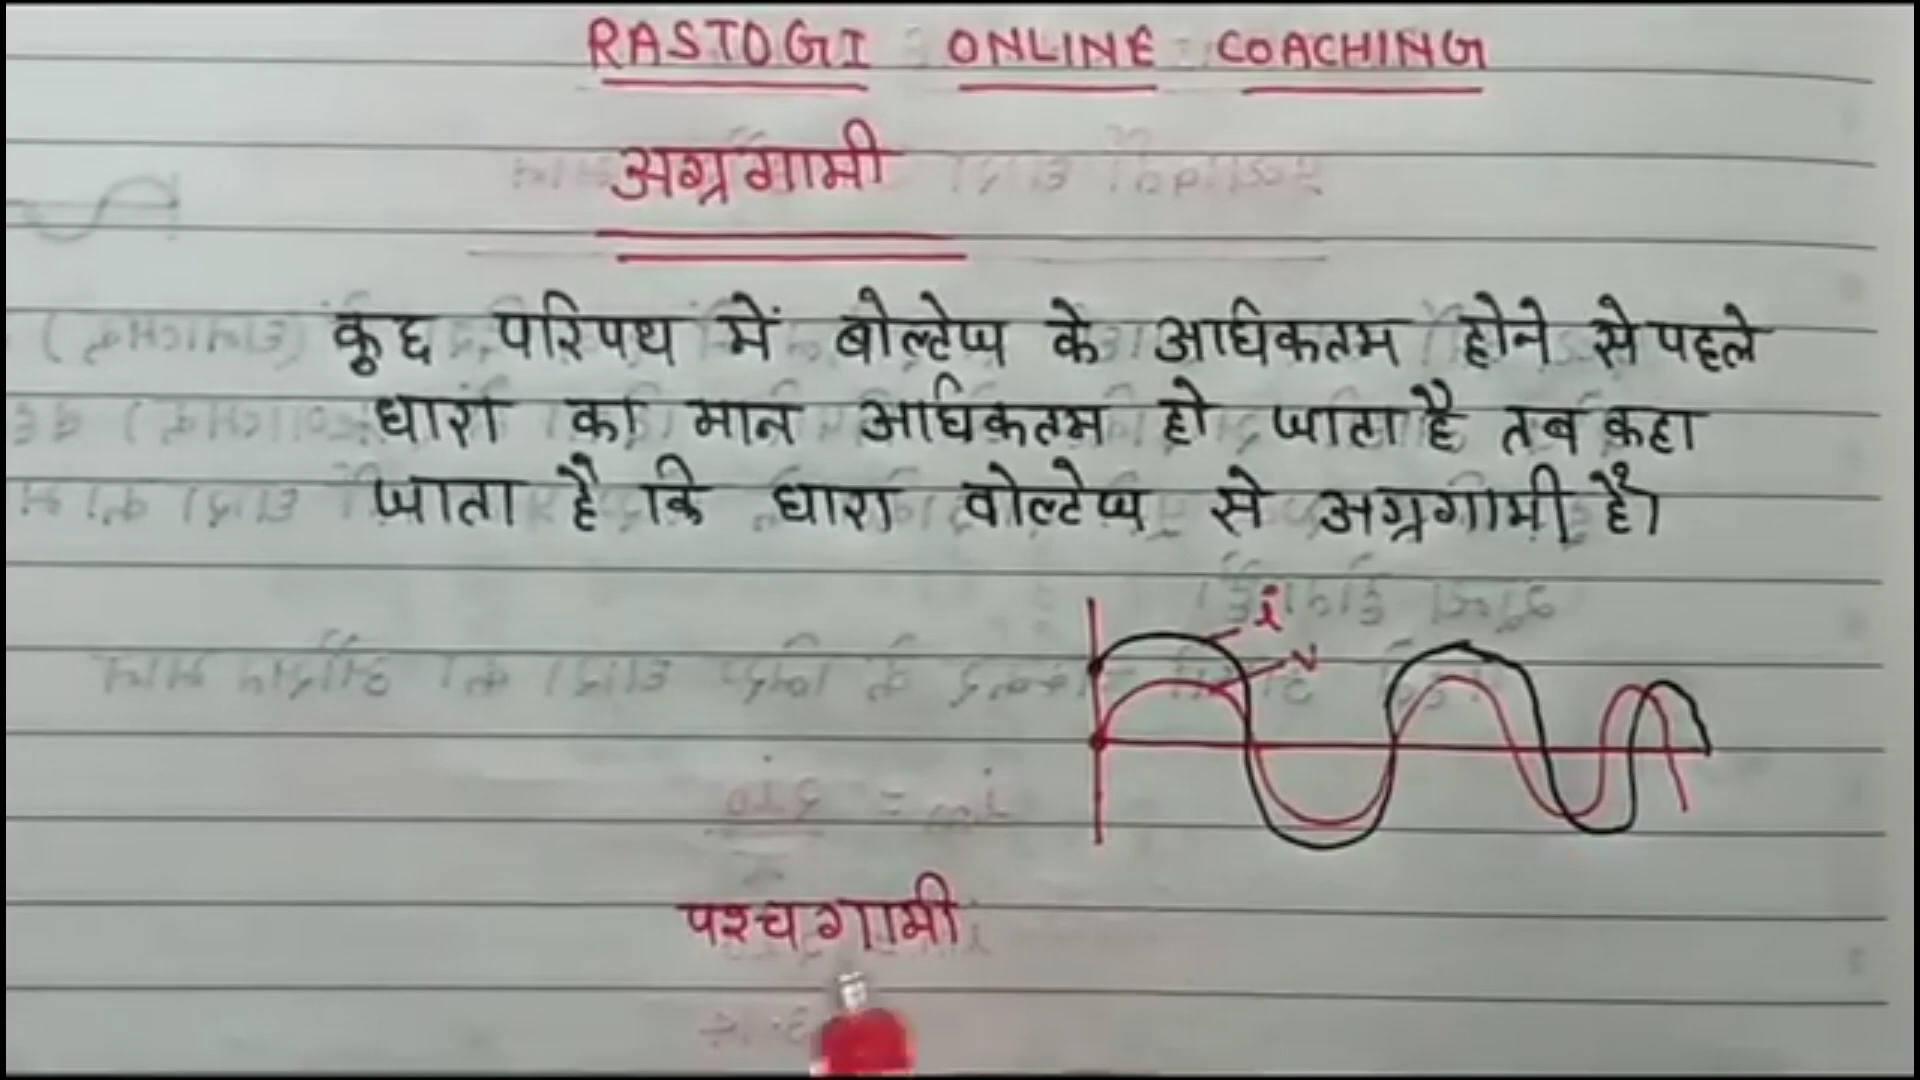 RASTOGI ONLINE COACHING
अग्रगामी
कुछ परिपथ में बोल्टेज के अधिकतम होने से पहले
धारा का मान अधिकतम हो जाता है तब कहा
जाता है कि धारा वोल्टेज से अग्रगामी है।
i
v
पश्चगामी